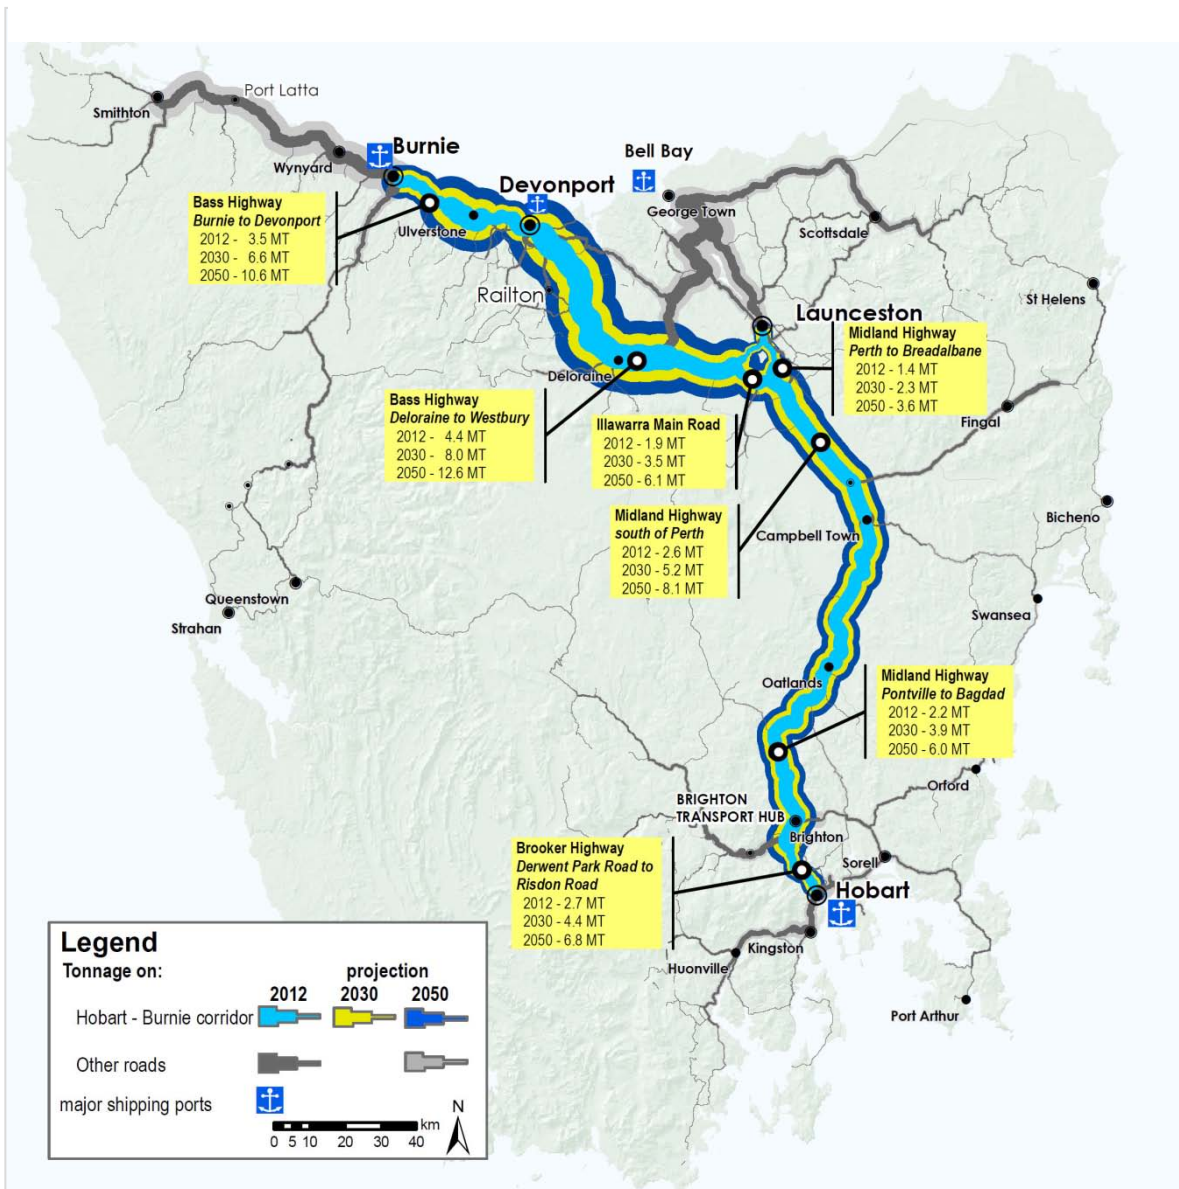 Port Latta
Smithton
Burnie
Wynyard
Bell Bay
Devonport
George Town
Scottsdale
Bass Highway
Burnie to Devonport
2012 - 3.5 MT
2030 - 6.6 MT
2050 - 10.6 MT
Ulverstone
Railton
St Helens
Launceston
Midland Highway
Perth to Breadalbane
2012 - 1.4 MT
2030 - 2.3 MT
2050 - 3.6 MT
Deloraine
Bass Highway
Deloraine to Westbury
2012 - 4.4 MT
2030 - 8.0 MT
2050 - 12.6 MT
Illawarra Main Road
2012 - 1.9 MT
2030 - 3.5 MT
2050 - 6.1 MT
Fingal
Midland Highway
south of Perth
2012 - 2.6 MT
2030 - 5.2 MT
2050 - 8.1 MT
Campbell Town
Bicheno
Queenstown
Strahan
Swansea
Oatlands
Midland Highway
Pontville to Bagdad
2012 - 2.2 MT
2030 - 3.9 MT
2050 - 6.0 MT
Orford
BRIGHTON
TRANSPORT HUB
Brighton
Brooker Highway
Derwent Park Road to
Risdon Road
2012 - 2.7 MT
2030 - 4.4 MT
2050 - 6.8 MT
Sorell
Hobart
Kingston
Huonville
Port Arthur
Legend
Tonnage on: projection
2012 2030 2050
Hobart - Burnie corridor
Other roads
major shipping ports
N
km
0 5 10 20 30 40